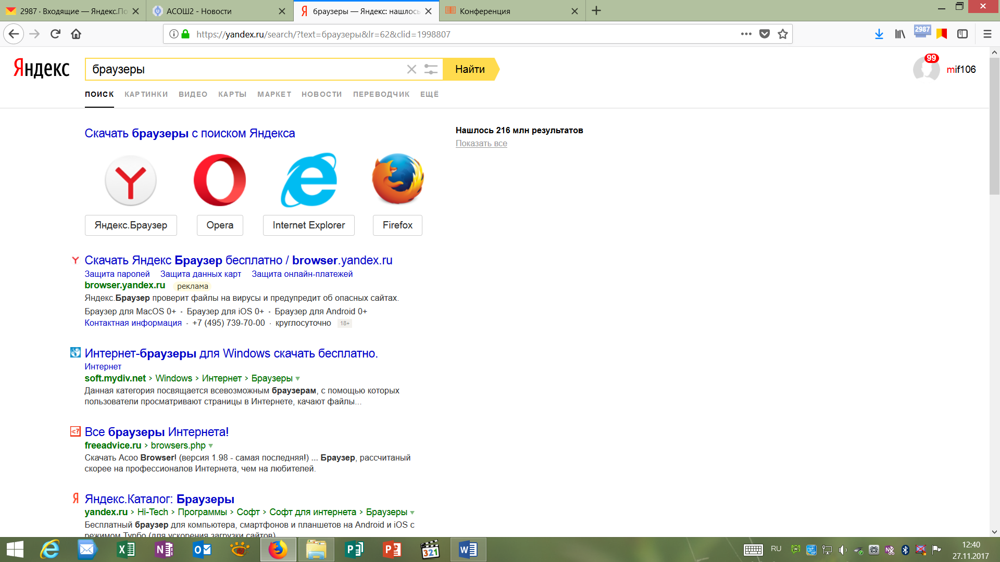 2987 · Входящие — Яндекс.По
АСОШ2 - Новости
браузеры — Яндекс: нашлось
Конференция
https://yandex.ru/search/?text=браузеры&lr=62&clid=1998807
2987
Яндекс
браузеры
Найти
99
mif106
ПОИСК КАРТИНКИ ВИДЕО КАРТЫ МАРКЕТ НОВОСТИ ПЕРЕВОДЧИК ЕЩЁ
Скачать браузеры с поиском Яндекса
Нашлось 216 млн результатов
Показать все
Яндекс.Браузер
Opera
Internet Explorer
Firefox
Скачать Яндекс Браузер бесплатно / browser.yandex.ru
Защита паролей Защита данных карт Защита онлайн-платежей
browser.yandex.ru реклама
Яндекс.Браузер проверит файлы на вирусы и предупредит об опасных сайтах.
Браузер для MacOS 0+ · Браузер для iOS 0+ · Браузер для Android 0+
Контактная информация · +7 (495) 739-70-00 · круглосуточно 18+
Интернет-браузеры для Windows скачать бесплатно.
Интернет
soft.mydiv.net › Windows › Интернет › Браузеры
Данная категория посвящается всевозможным браузерам, с помощью которых
пользователи просматривают страницы в Интернете, качают файлы...
Все браузеры Интернета!
freeadvice.ru › browsers.php
Скачать Acoo Browser! (версия 1.98 - самая последняя!) ... Браузер, рассчитаный
скорее на профессионалов Интернета, чем на любителей.
Яндекс.Каталог: Браузеры
yandex.ru › Hi-Tech › Программы › Софт › Софт для интернета › Браузеры
Бесплатный браузер для компьютера, смартфонов и планшетов на Android и iOS с
режимом Турбо (для ускорения загрузки сайтов)
321
RU
12:40
27.11.2017